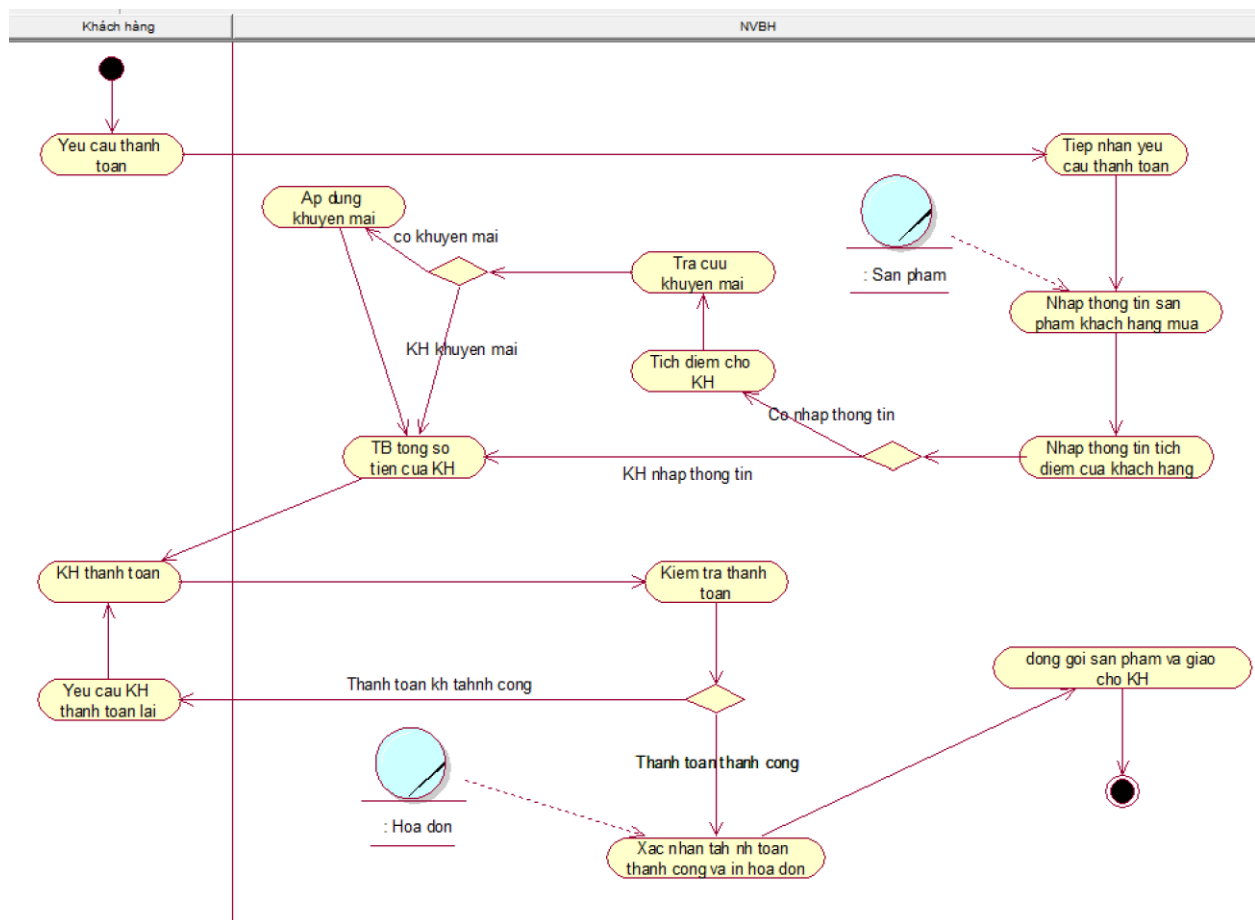 Khách hàng
NVBH
Yeu cau thanh
toan
Tiep nhan yeu
cau thanh toan
Ap dung
khuyen mai
co khuyen mai
Tra cuu
khuyen mai
: San pham
Nhap thong tin san
pham khach hang mua
KH khuyen mai
Tich diem cho
KH
Co nhap thong tin
TB tong so
tien cua KH
KH nhap thong tin
Nhap thong tin tich
diem cua khach hang
KH thanh toan
Kiem tra thanh
toan
dong goi san pham va giao
cho KH
Yeu cau KH
thanh toan lai
Thanh toan kh tahnh cong
Thanh toan thanh cong
: Hoa don
Xac nhan tah nh toan
thanh cong va in hoa don